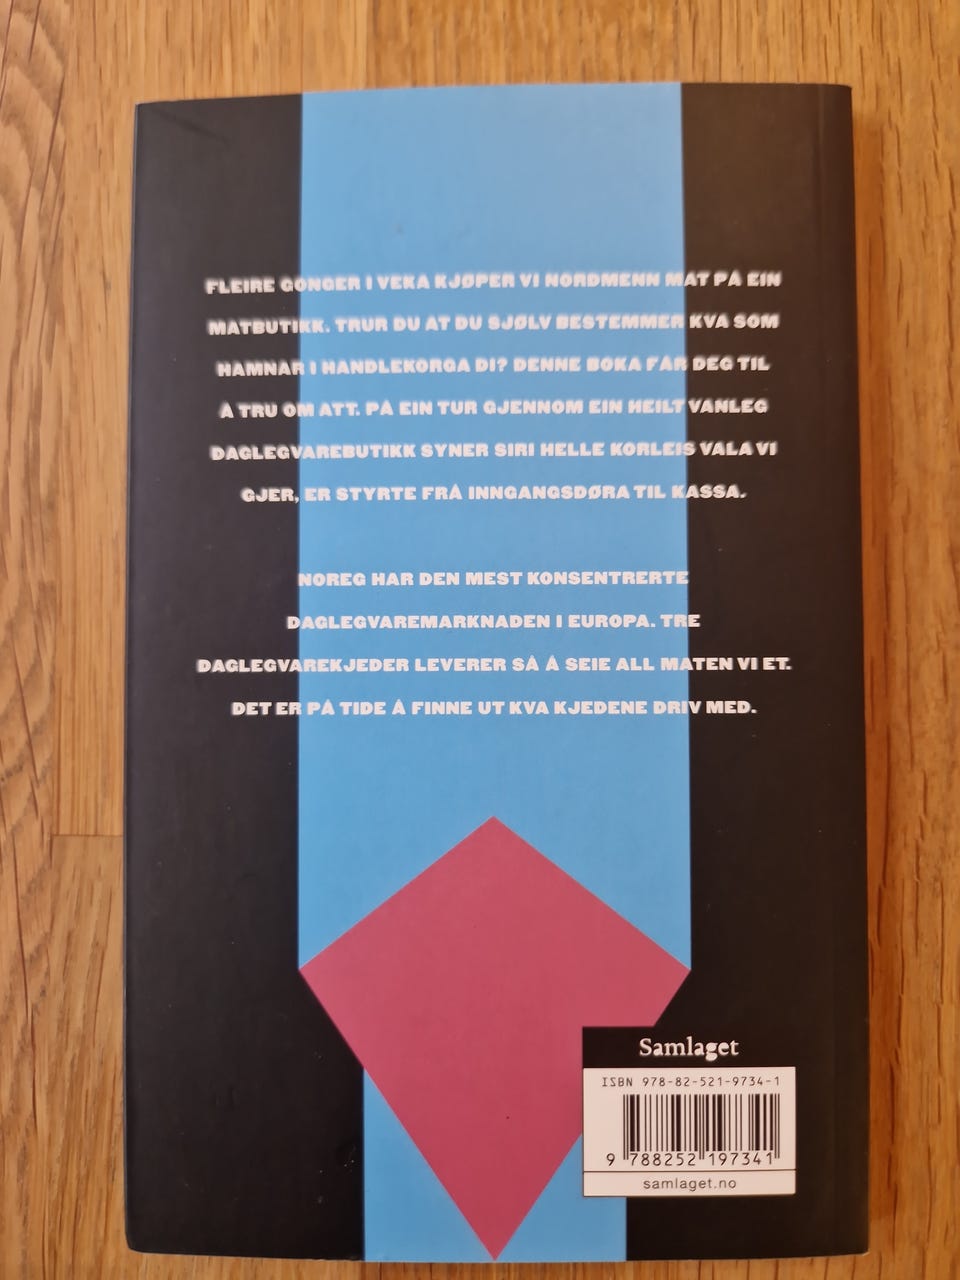 FLEIRE GONGER I VEKA KJØPER VI NORDMENN MAT PÅ EIN
MATBUTIKK. TRUR DU AT DU SJØLV BESTEMMER KVA SOM
HAMNAR I HANDLEKORGA DI? DENNE BOKA FÅR DEG TIL
Å TRU OM ATT. PÅ EIN TUR GJENNOM EIN HEILT VANLEG
DAGLEGVAREBUTIKK SYNER SIRI HELLE KORLEIS VALA VI
GJER, ER STYRTE FRÅ INNGANGSDØRA TIL KASSA.
NOREG HAR DEN MEST KONSENTRERTE
DAGLEGVAREMARKNADEN I EUROPA. TRE
DAGLEGVAREKJEDER LEVERER SÅ Å SEIE ALL MATEN VI ET.
DET ER PÅ TIDE Å FINNE UT KVA KJEDENE DRIV MED.
Samlaget
ISBN 978-82-521-9734-1
9 788252 197341
samlaget.no